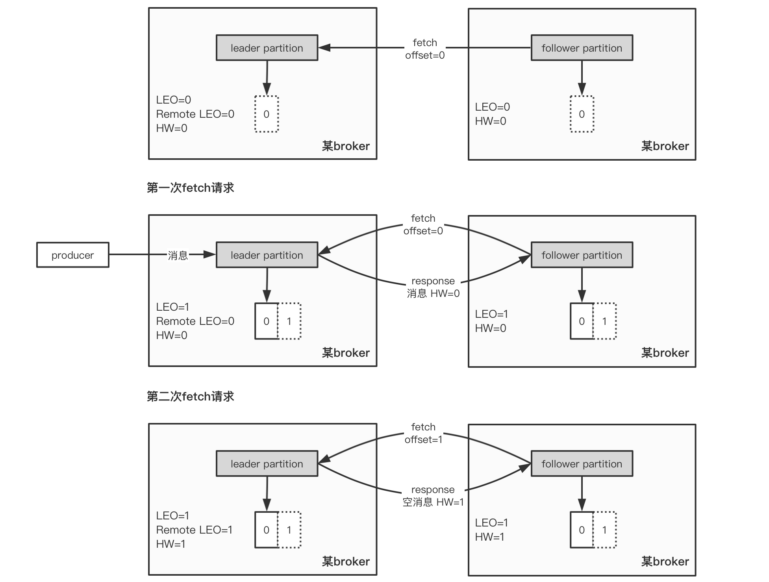 leader partition
fetch
offset=0
follower partition
LEO=0
Remote LEO=0
HW=0
0
某broker
LEO=0
HW=0
0
某broker
第一次fetch请求
producer
消息
leader partition
fetch
offset=0
response
消息 HW=0
follower partition
LEO=1
Remote LEO=0
HW=0
0 1
某broker
LEO=1
HW=0
0 1
某broker
第二次fetch请求
leader partition
fetch
offset=1
response
空消息 HW=1
follower partition
LEO=1
Remote LEO=1
HW=1
0 1
某broker
LEO=1
HW=1
0 1
某broker